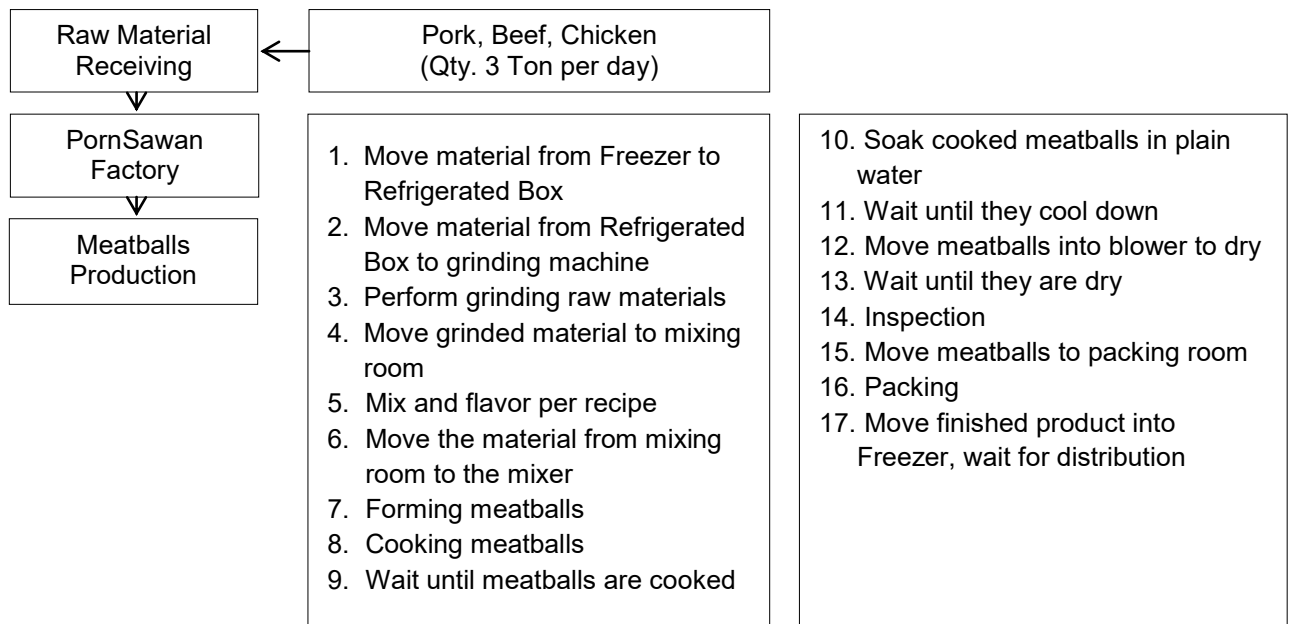 Raw Material
Receiving
Pork, Beef, Chicken
(Qty. 3 Ton per day)
PornSawan
Factory
Meatballs
Production
1. Move material from Freezer to
Refrigerated Box
2. Move material from Refrigerated
Box to grinding machine
3. Perform grinding raw materials
4. Move grinded material to mixing
room
5. Mix and flavor per recipe
6. Move the material from mixing
room to the mixer
7. Forming meatballs
8. Cooking meatballs
9. Wait until meatballs are cooked
10. Soak cooked meatballs in plain
water
11. Wait until they cool down
12. Move meatballs into blower to dry
13. Wait until they are dry
14. Inspection
15. Move meatballs to packing room
16. Packing
17. Move finished product into
Freezer, wait for distribution